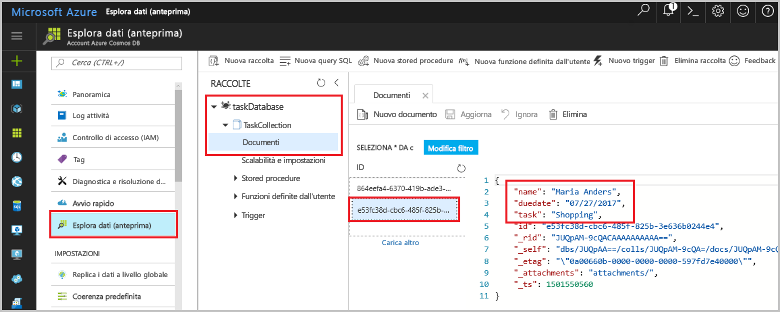 Microsoft Azure
Esplora dati (anteprima)
Esplora dati (anteprima)
Account Azure Cosmos DB
Cerca (CTRL+/)
Panoramica
Log attività
Controllo di accesso (IAM)
Tag
Diagnostica e risoluzione d...
Avvio rapido
Esplora dati (anteprima)
IMPOSTAZIONI
Replica i dati a livello globale
Coerenza predefinita
Nuova raccolta
Nuova query SQL
Nuova stored procedure
Nuova funzione definita dall'utente
Nuovo trigger
Elimina raccolta
Feedback
RACCOLTE
taskDatabase
TaskCollection
Documenti
Scalabilità e impostazioni
Stored procedure
Funzioni definite dall'utente
Trigger
Documenti
Nuovo documento
Aggiorna
Ignora
Elimina
SELEZIONA * DA c
Modifica filtro
ID
864eefa4-6370-419b-ade3-...
e53fc38d-cbc6-485f-825b-...
Carica altro
1 {
2 "name": "Maria Anders",
3 "duedate": "07/27/2017",
4 "task": "Shopping",
5 "id": "e53fc38d-cbc6-485f-825b-3e636b0244e4",
6 "_rid": "JUQpAM-9cQACAAAAAAAAAA==",
7 "_self": "dbs/JUQpAA==/colls/JUQpAM-9cQA=/docs/JUQpAM-9cQ
8 "_etag": "\"0a00660b-0000-0000-0000-597fd7e40000\"",
9 "_attachments": "attachments/",
10 "_ts": 1501550560
11 }